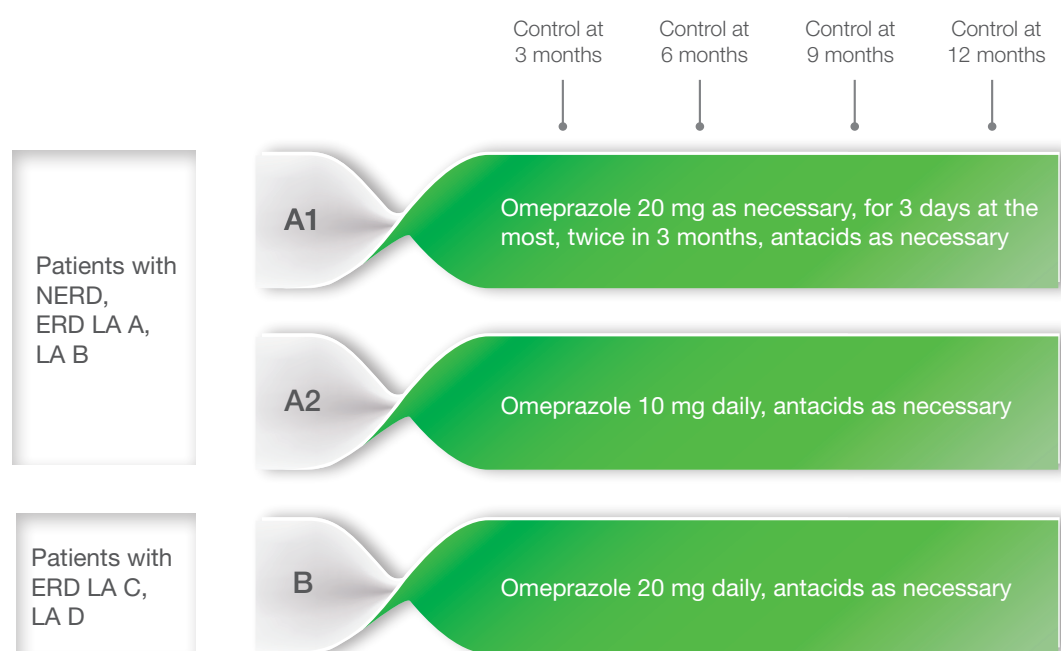 Control at
3 months
Control at
6 months
Control at
9 months
Control at
12 months
Patients with
NERD,
ERD LA A,
LA B
A1
Omeprazole 20 mg as necessary, for 3 days at the
most, twice in 3 months, antacids as necessary
A2
Omeprazole 10 mg daily, antacids as necessary
Patients with
ERD LA C,
LA D
B
Omeprazole 20 mg daily, antacids as necessary